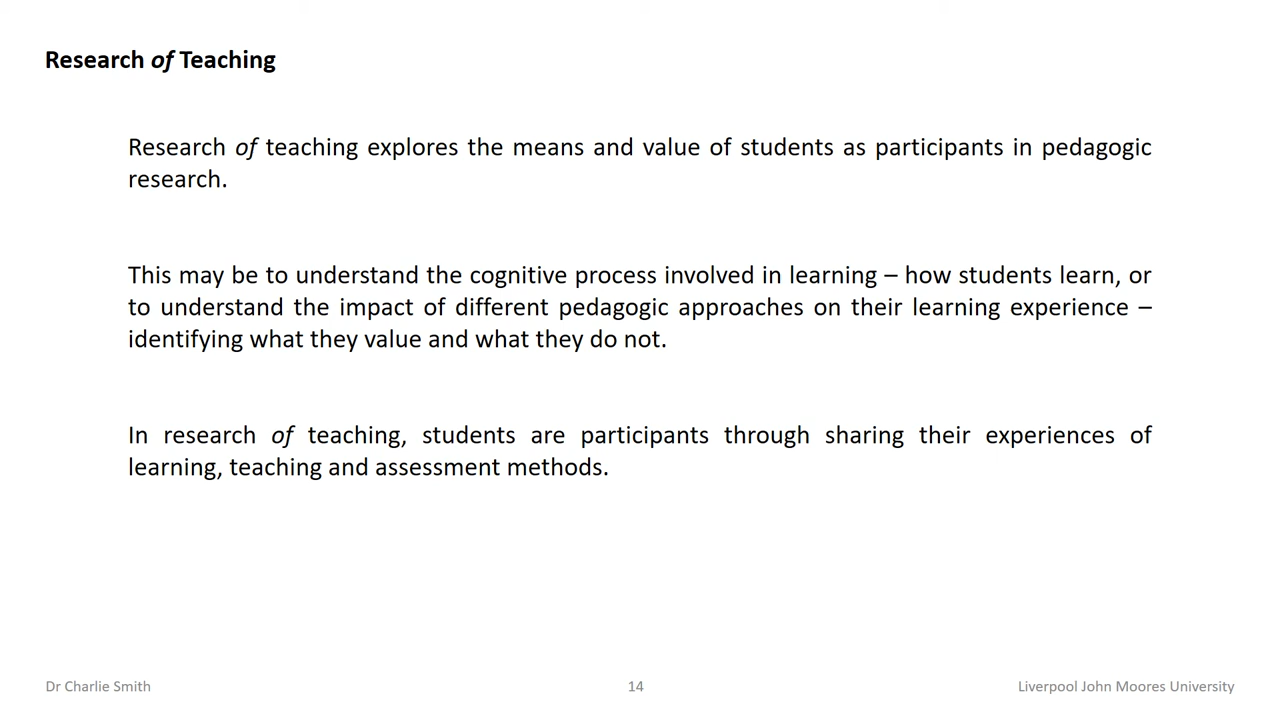 Research of Teaching
Research of teaching explores the means and value of students as participants in pedagogic
research.
This may be to understand the cognitive process involved in learning – how students learn, or
to understand the impact of different pedagogic approaches on their learning experience –
identifying what they value and what they do not.
In research of teaching, students are participants through sharing their experiences of
learning, teaching and assessment methods.
Dr Charlie Smith
14
Liverpool John Moores University